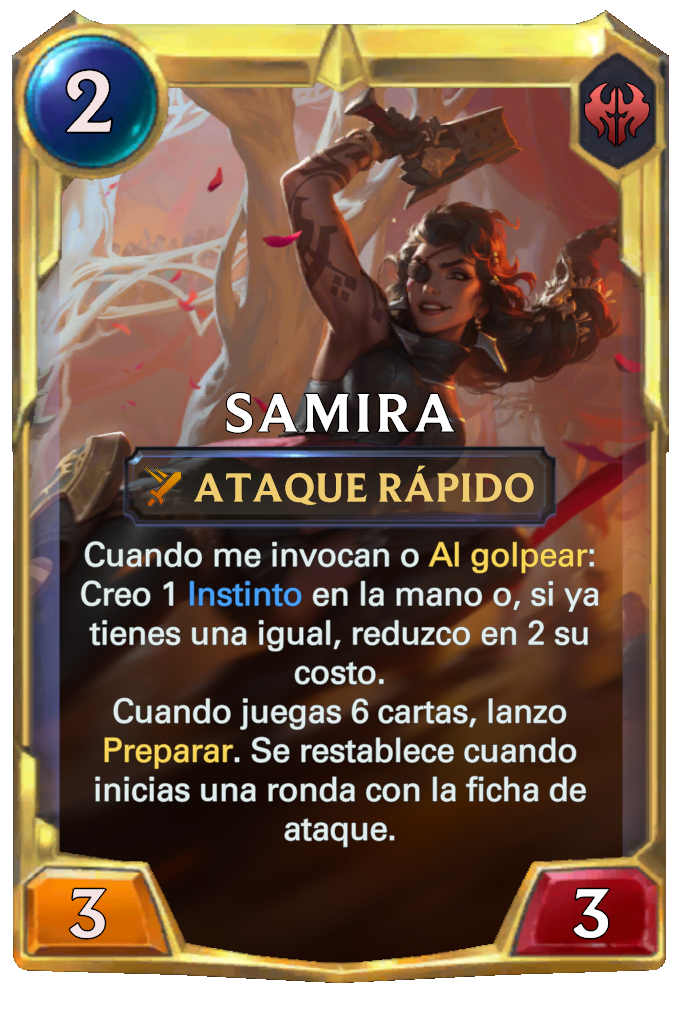 2
SAMIRA
ATAQUE RÁPIDO
Cuando me invocan o Al golpear:
Creo 1 Instinto en la mano o, si ya
tienes una igual, reduzco en 2 su
costo.
Cuando juegas 6 cartas, lanzo
Preparar. Se restablece cuando
inicias una ronda con la ficha de
ataque.
3 3